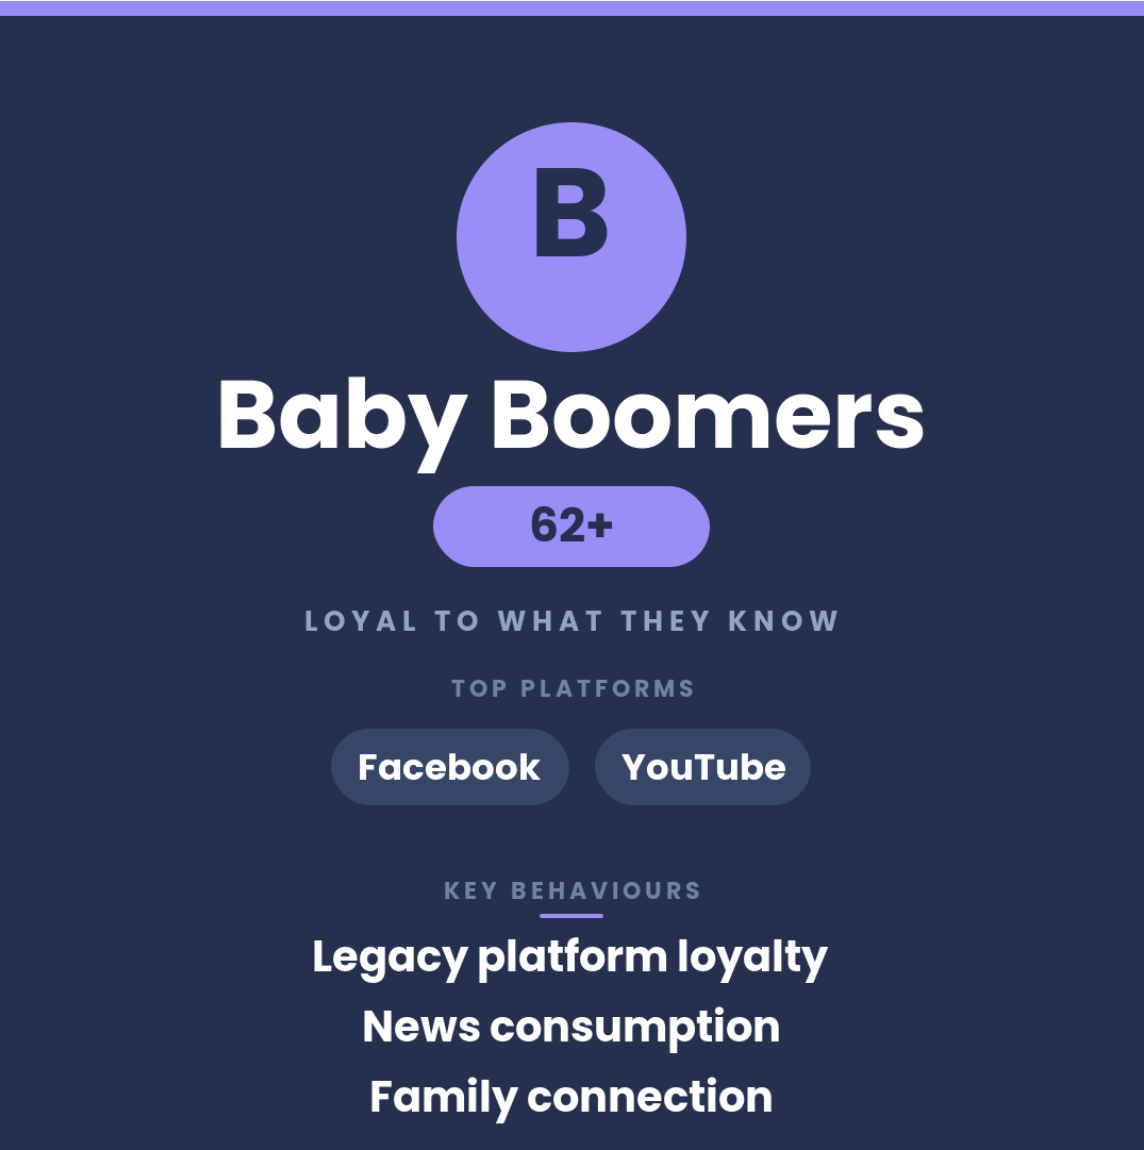 B
Baby Boomers
62+
LOYAL TO WHAT THEY KNOW
TOP PLATFORMS
Facebook YouTube
KEY BEHAVIOURS
Legacy platform loyalty
News consumption
Family connection